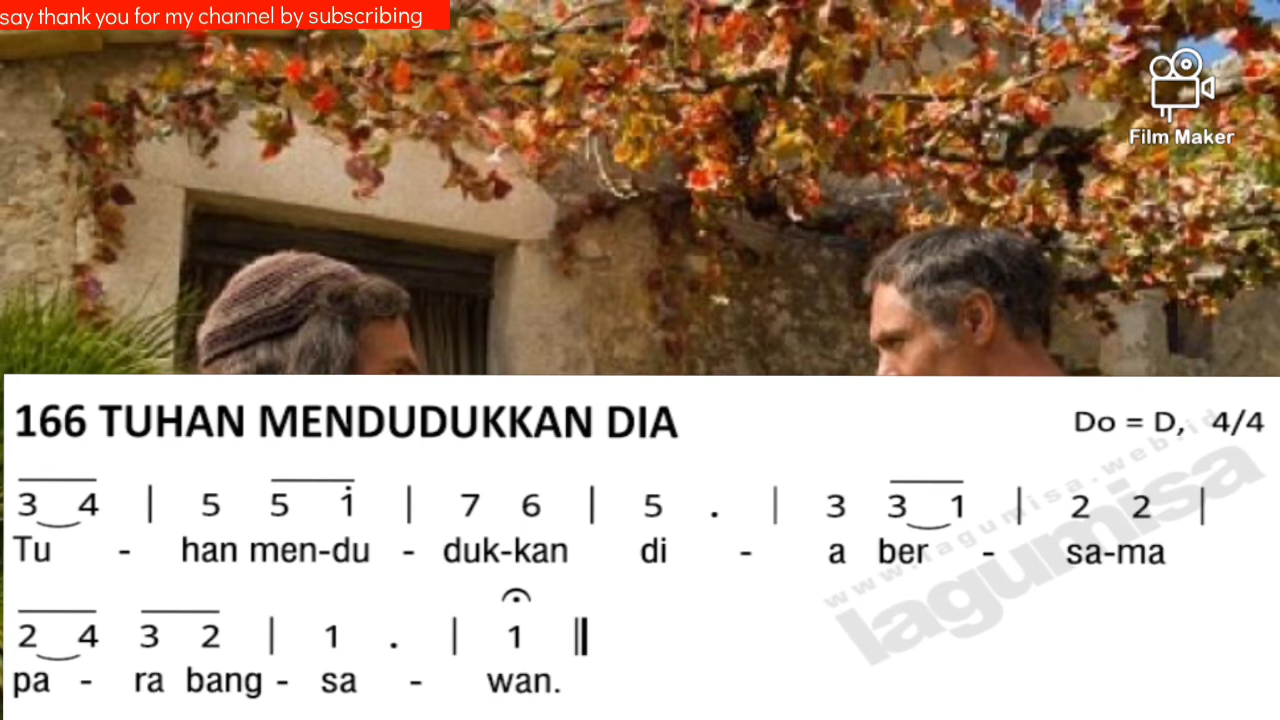 say thank you for my channel by subscribing
Film Maker
166 TUHAN MENDUDUKKAN DIA
Do = D, 4/4
3 4 | 5 5 i | 7 6 | 5 . | 3 3 1 | 2 2 |
Tu - han men-du - duk-kan di - a ber - sa-ma
2 4 3 2 | 1 . | 1 ||
pa - ra bang - sa - wan.
www.lagumisa.web.id
lagumisa